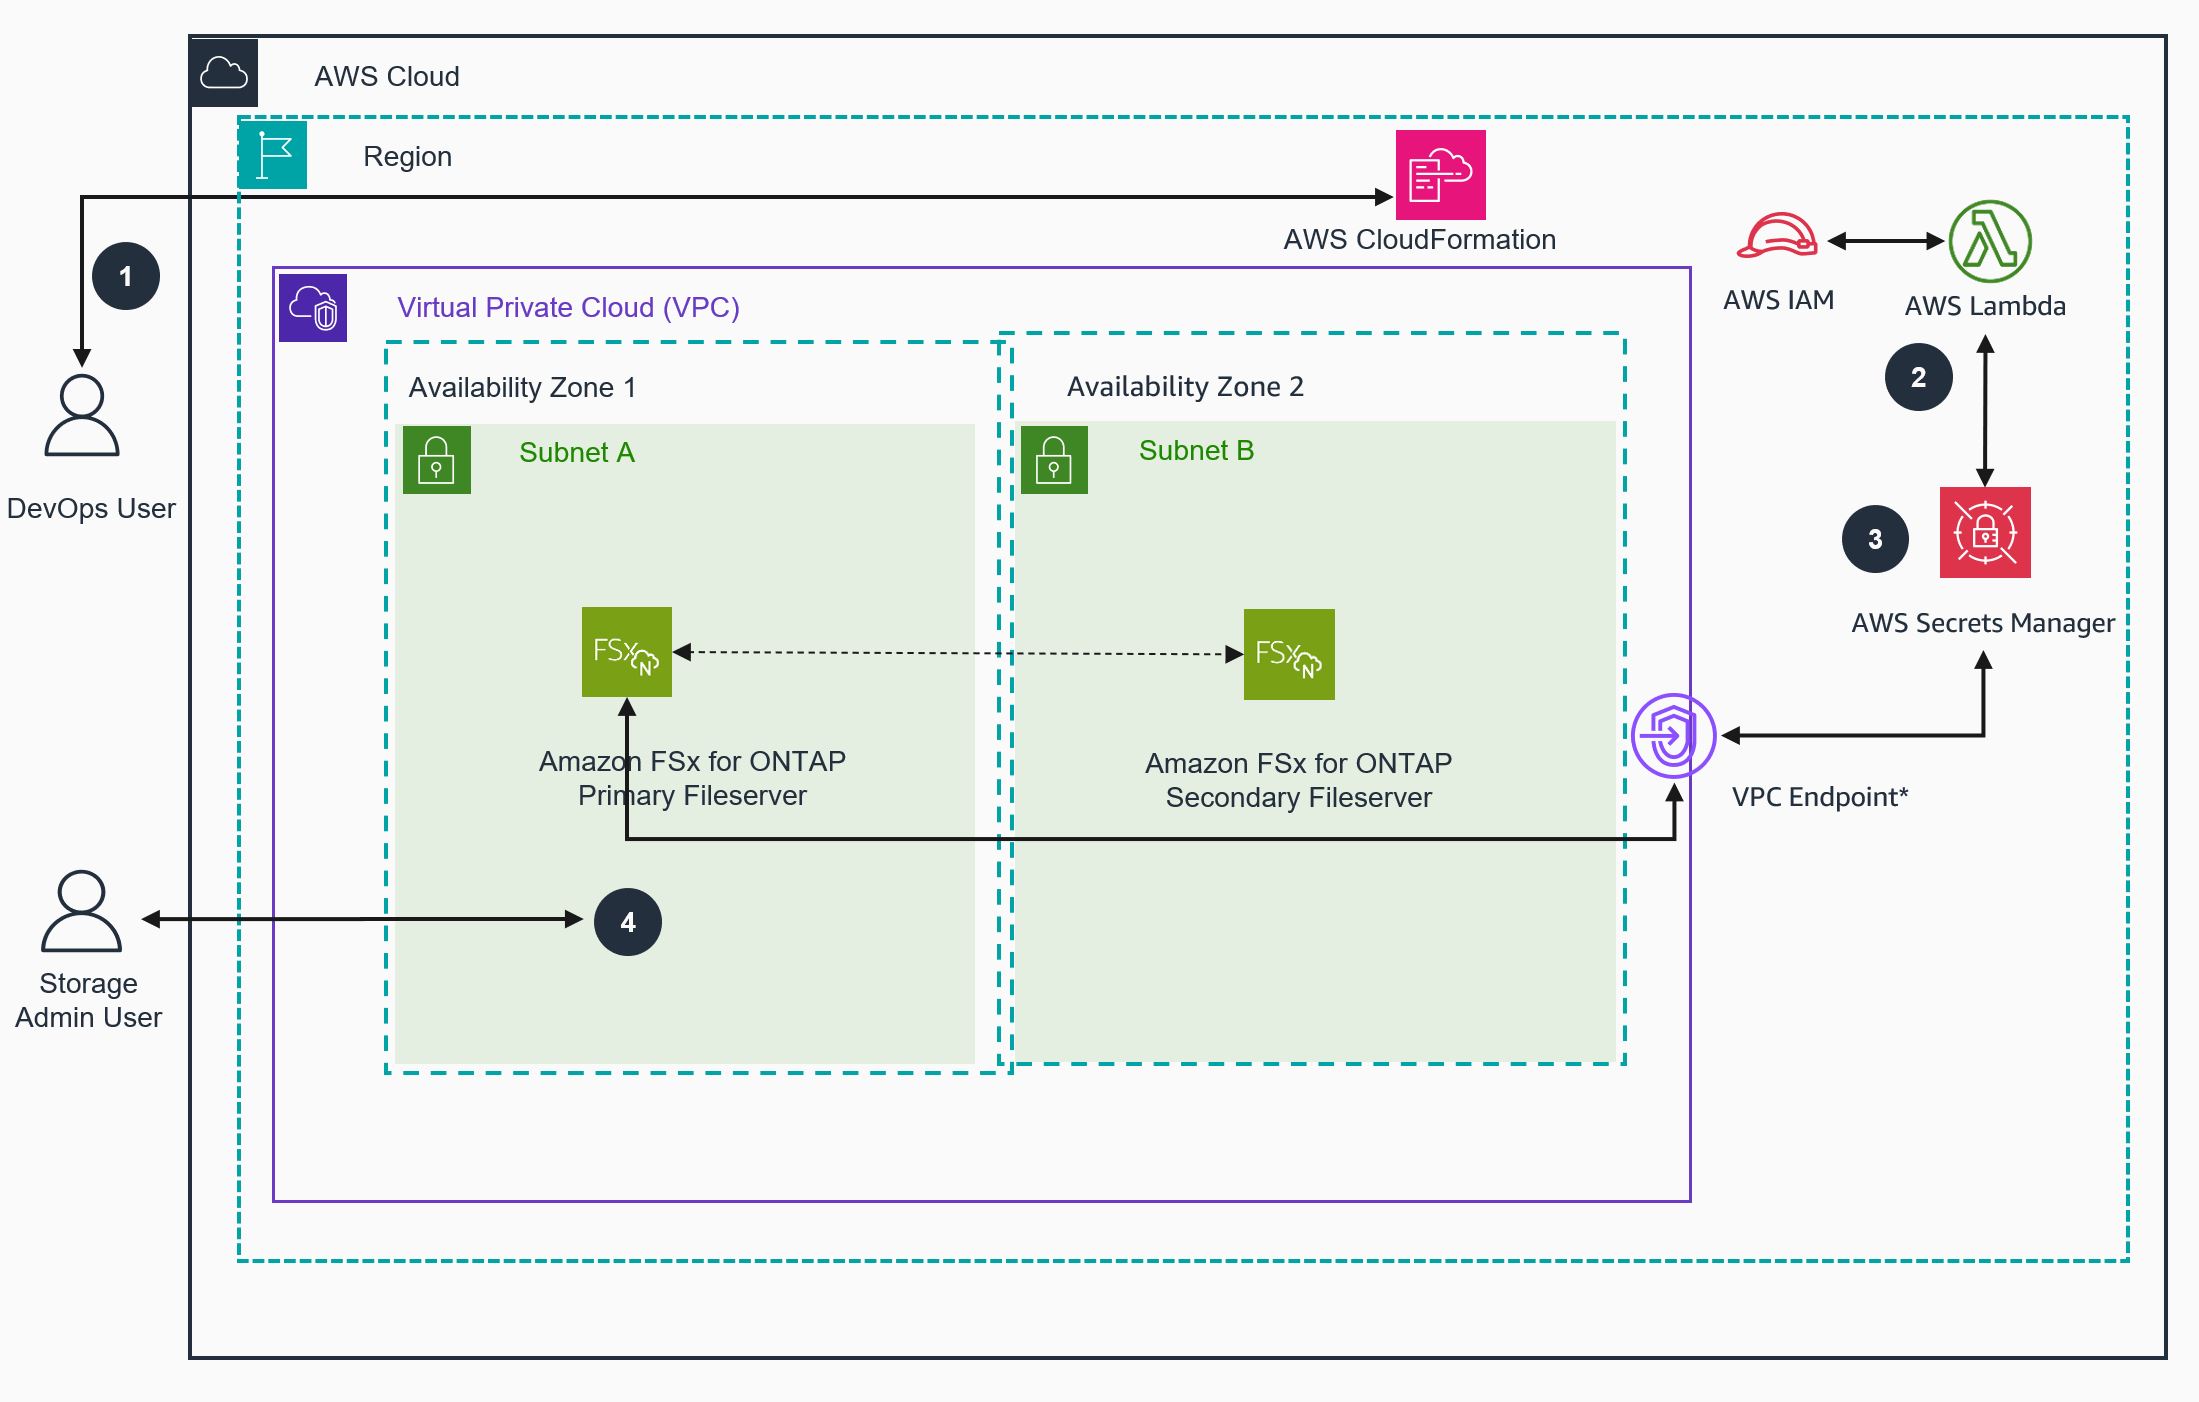 AWS Cloud
Region
AWS CloudFormation
1
AWS IAM
AWS Lambda
Virtual Private Cloud (VPC)
2
Availability Zone 1
Availability Zone 2
Subnet A
Subnet B
DevOps User
3
AWS Secrets Manager
FSx
N
FSx
N
Amazon FSx for ONTAP
Primary Fileserver
Amazon FSx for ONTAP
Secondary Fileserver
VPC Endpoint*
4
Storage
Admin User